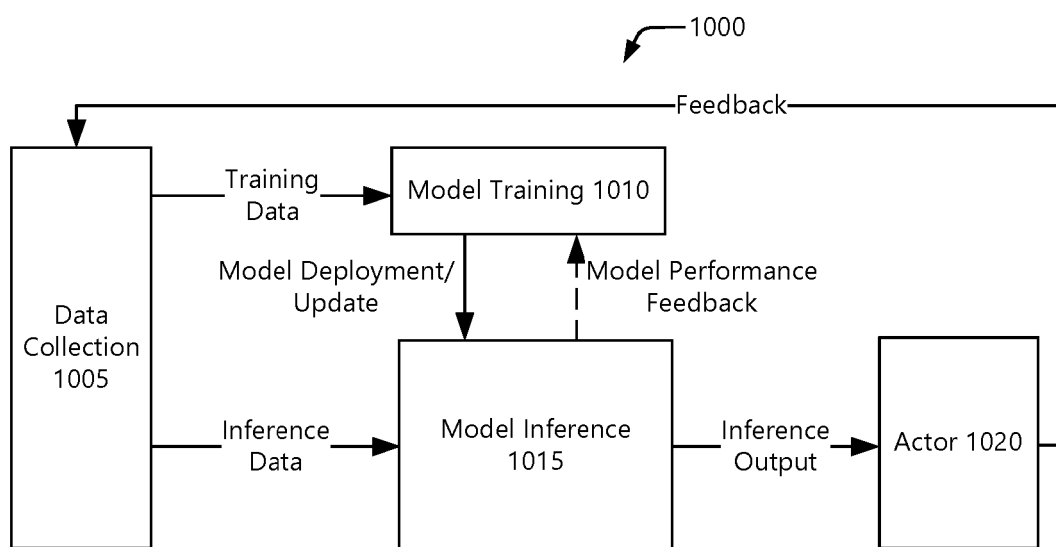 1000
Feedback
Training
Data
Model Training 1010
Model Deployment/
Update
Model Performance
Feedback
Data
Collection
1005
Inference
Data
Model Inference
1015
Inference
Output
Actor 1020